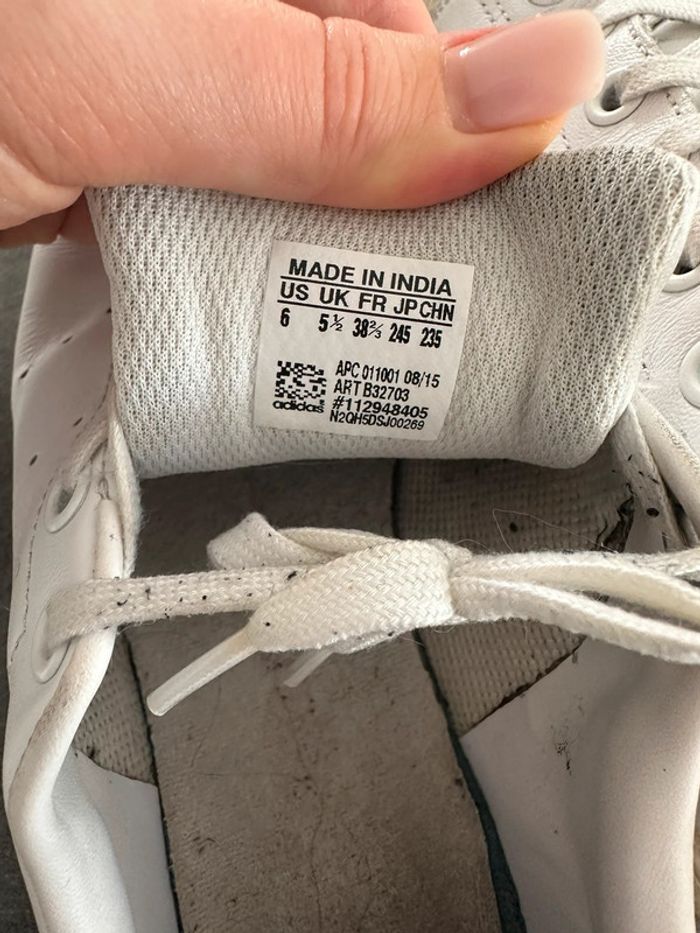 MADE IN INDIA
US UK FR JP CHN
6 5½ 38⅔ 245 235
APC 011001 08/15
ART B32703
#112948405
adidas N2QH5DSJ00269